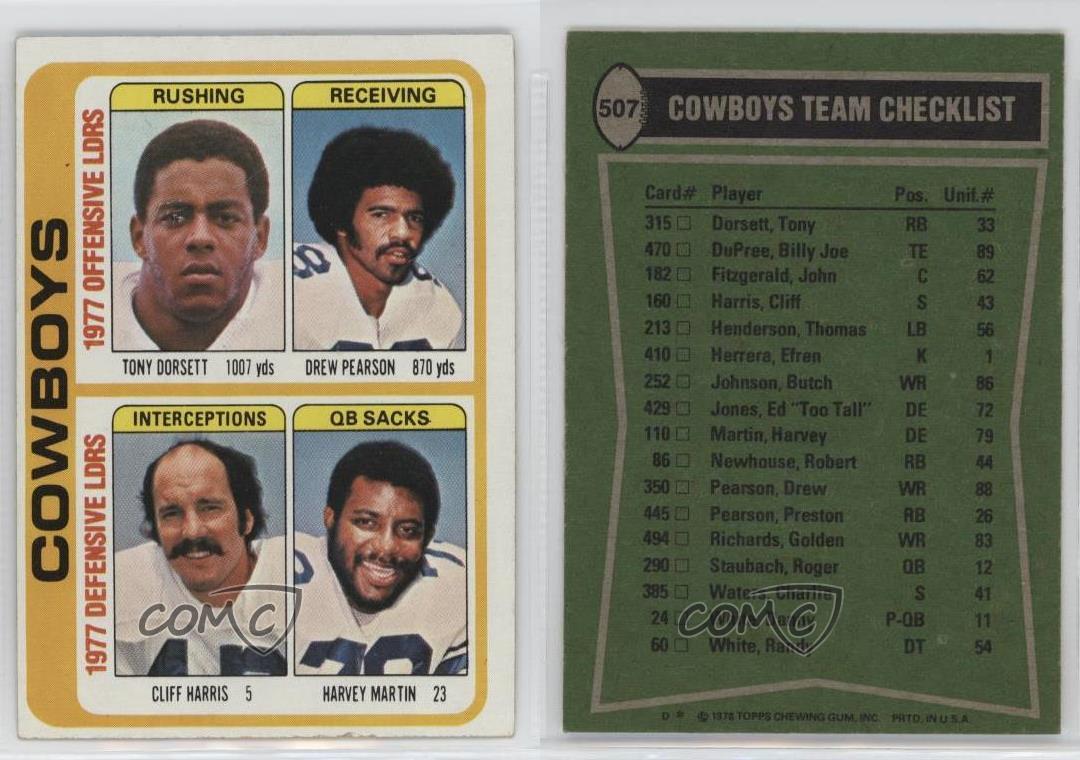 COWBOYS
1977 OFFENSIVE LDRS
RUSHING
RECEIVING
TONY DORSETT 1007 yds
DREW PEARSON 870 yds
1977 DEFENSIVE LDRS
INTERCEPTIONS
QB SACKS
CLIFF HARRIS 5
HARVEY MARTIN 23
COMC
507 COWBOYS TEAM CHECKLIST
Card# Player Pos. Unif.#
315 Dorsett, Tony RB 33
470 DuPree, Billy Joe TE 89
182 Fitzgerald, John C 62
160 Harris, Cliff S 43
213 Henderson, Thomas LB 56
410 Herrera, Efren K 1
252 Johnson, Butch WR 86
429 Jones, Ed "Too Tall" DE 72
110 Martin, Harvey DE 79
86 Newhouse, Robert RB 44
350 Pearson, Drew WR 88
445 Pearson, Preston RB 26
494 Richards, Golden WR 83
290 Staubach, Roger QB 12
385 Waters, Charlie S 41
24 P-QB 11
60 White, Randy DT 54
COMC
D * © 1978 TOPPS CHEWING GUM, INC. PRTD. IN U.S.A.